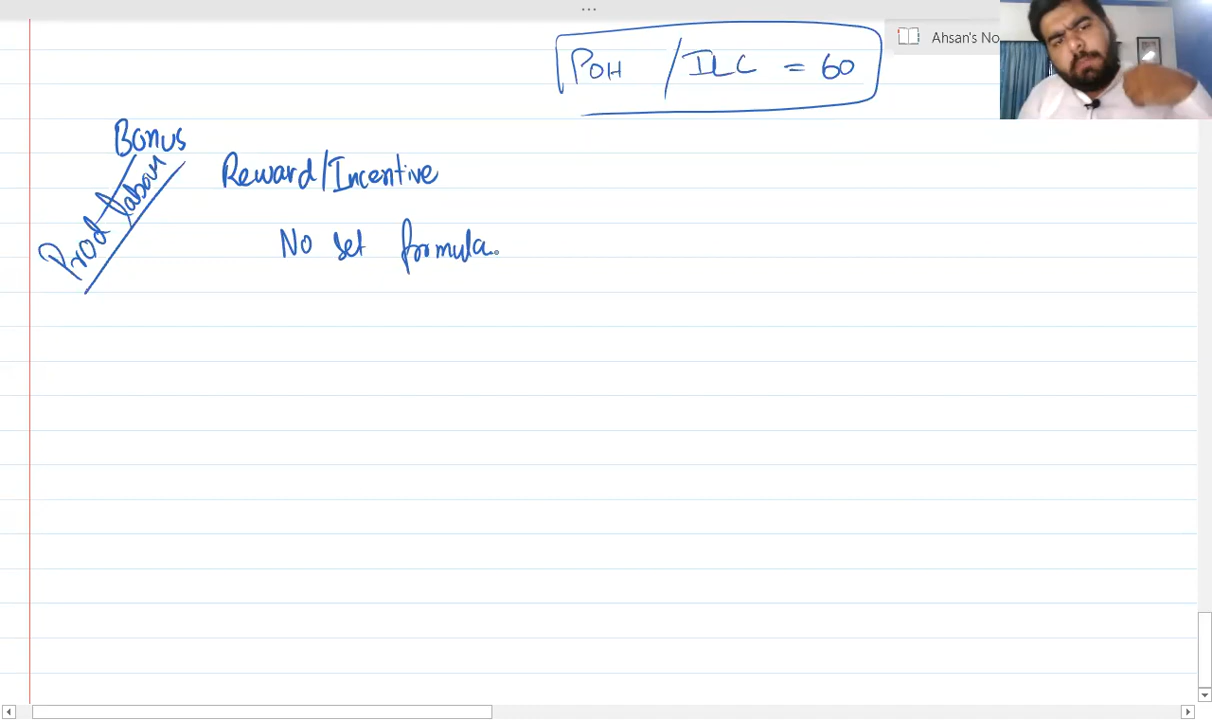 POH / ILC = 60
Ahsan's No
Bonus
Reward/Incentive
Prod labour
No set formula.